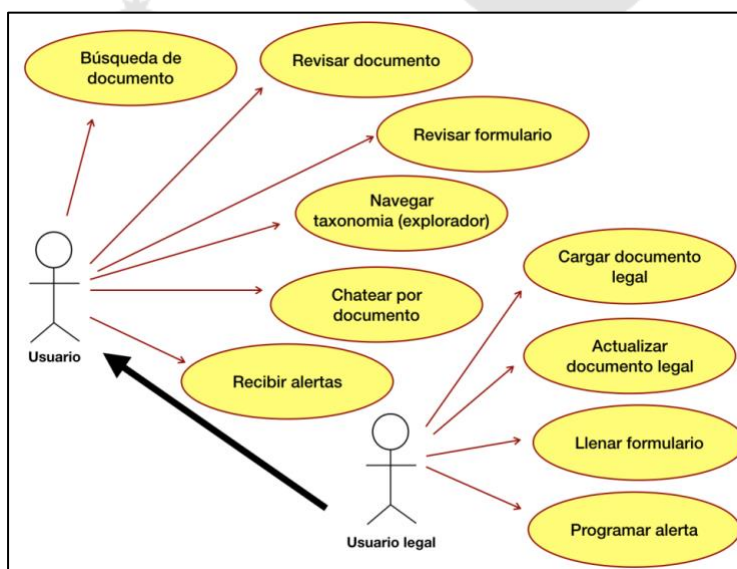 Búsqueda de
documento
Revisar documento
Revisar formulario
Navegar
taxonomia (explorador)
Chatear por
documento
Recibir alertas
Usuario
Cargar documento
legal
Actualizar
documento legal
Llenar formulario
Programar alerta
Usuario legal